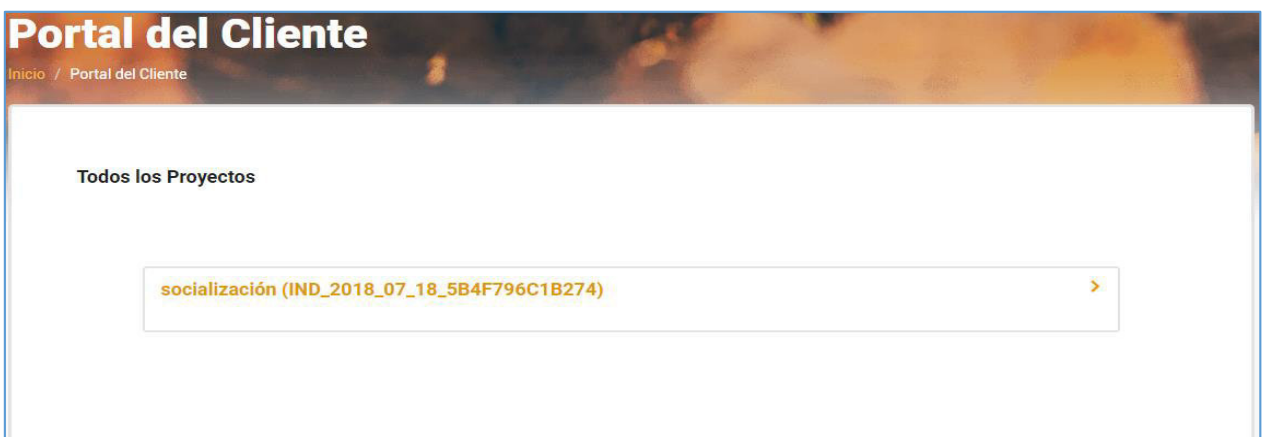 Portal del Cliente
Inicio / Portal del Cliente
Todos los Proyectos
socialización (IND_2018_07_18_5B4F796C1B274)